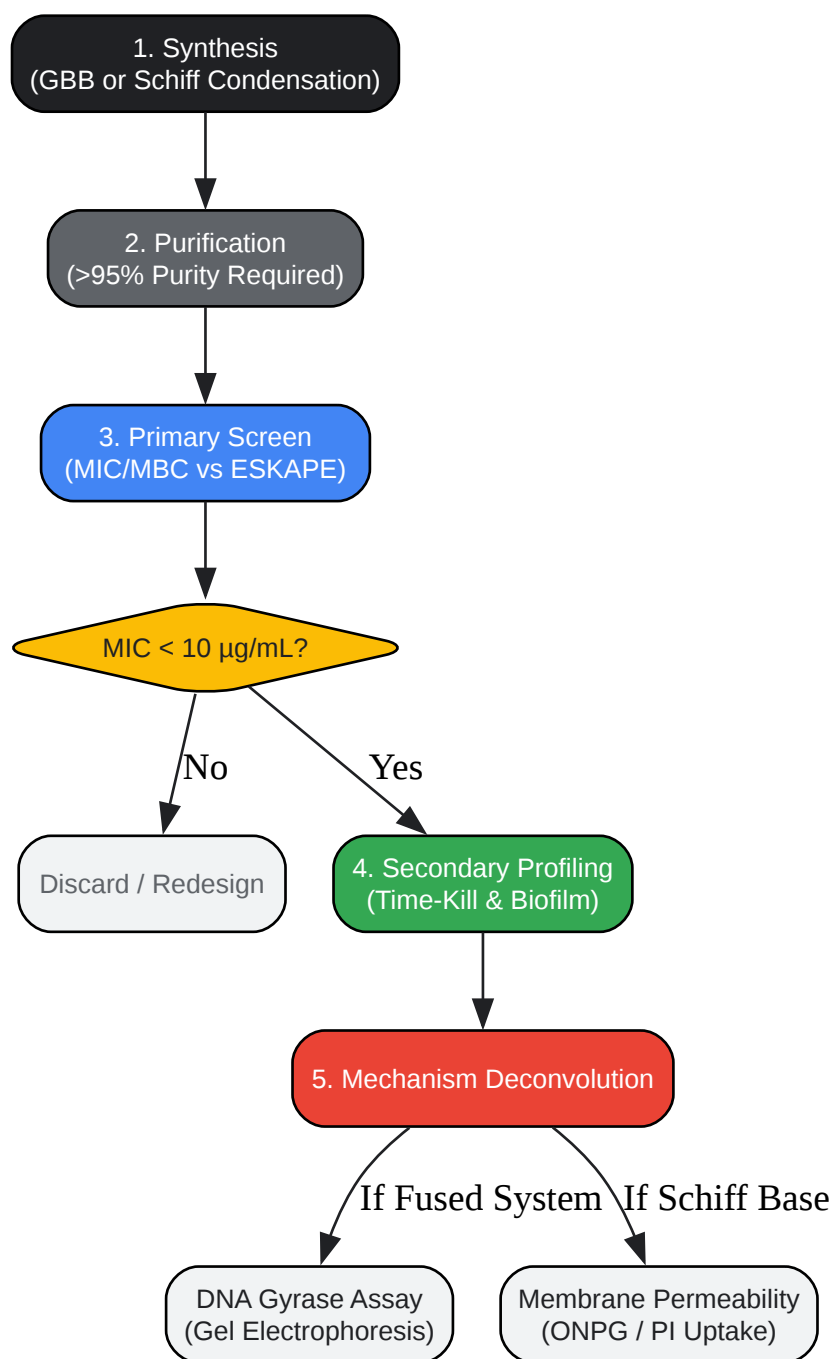 1. Synthesis
(GBB or Schiff Condensation)
2. Purification
(>95% Purity Required)
3. Primary Screen
(MIC/MBC vs ESKAPE)
MIC < 10 µg/mL?
No
Yes
Discard / Redesign
4. Secondary Profiling
(Time-Kill & Biofilm)
5. Mechanism Deconvolution
If Fused System
If Schiff Base
DNA Gyrase Assay
(Gel Electrophoresis)
Membrane Permeability
(ONPG / PI Uptake)